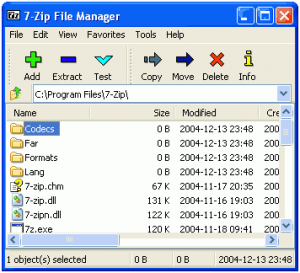 7-Zip File Manager
File Edit View Favorites Tools Help
Add Extract Test Copy Move Delete Info
C:\Program Files\7-Zip\
Name Size Modified Cre
Codecs 0 B 2004-12-13 23:48 200
Far 0 B 2004-12-13 23:48 200
Formats 0 B 2004-12-13 23:48 200
Lang 0 B 2004-12-13 23:48 200
7-zip.chm 67 K 2004-11-17 20:35 200
7-zip.dll 131 K 2004-11-16 19:03 200
7-zipn.dll 122 K 2004-11-16 19:03 200
7z.exe 120 K 2004-11-18 09:41 200
1 object(s) selected 0 B 0 B 2004-12-13 23:48